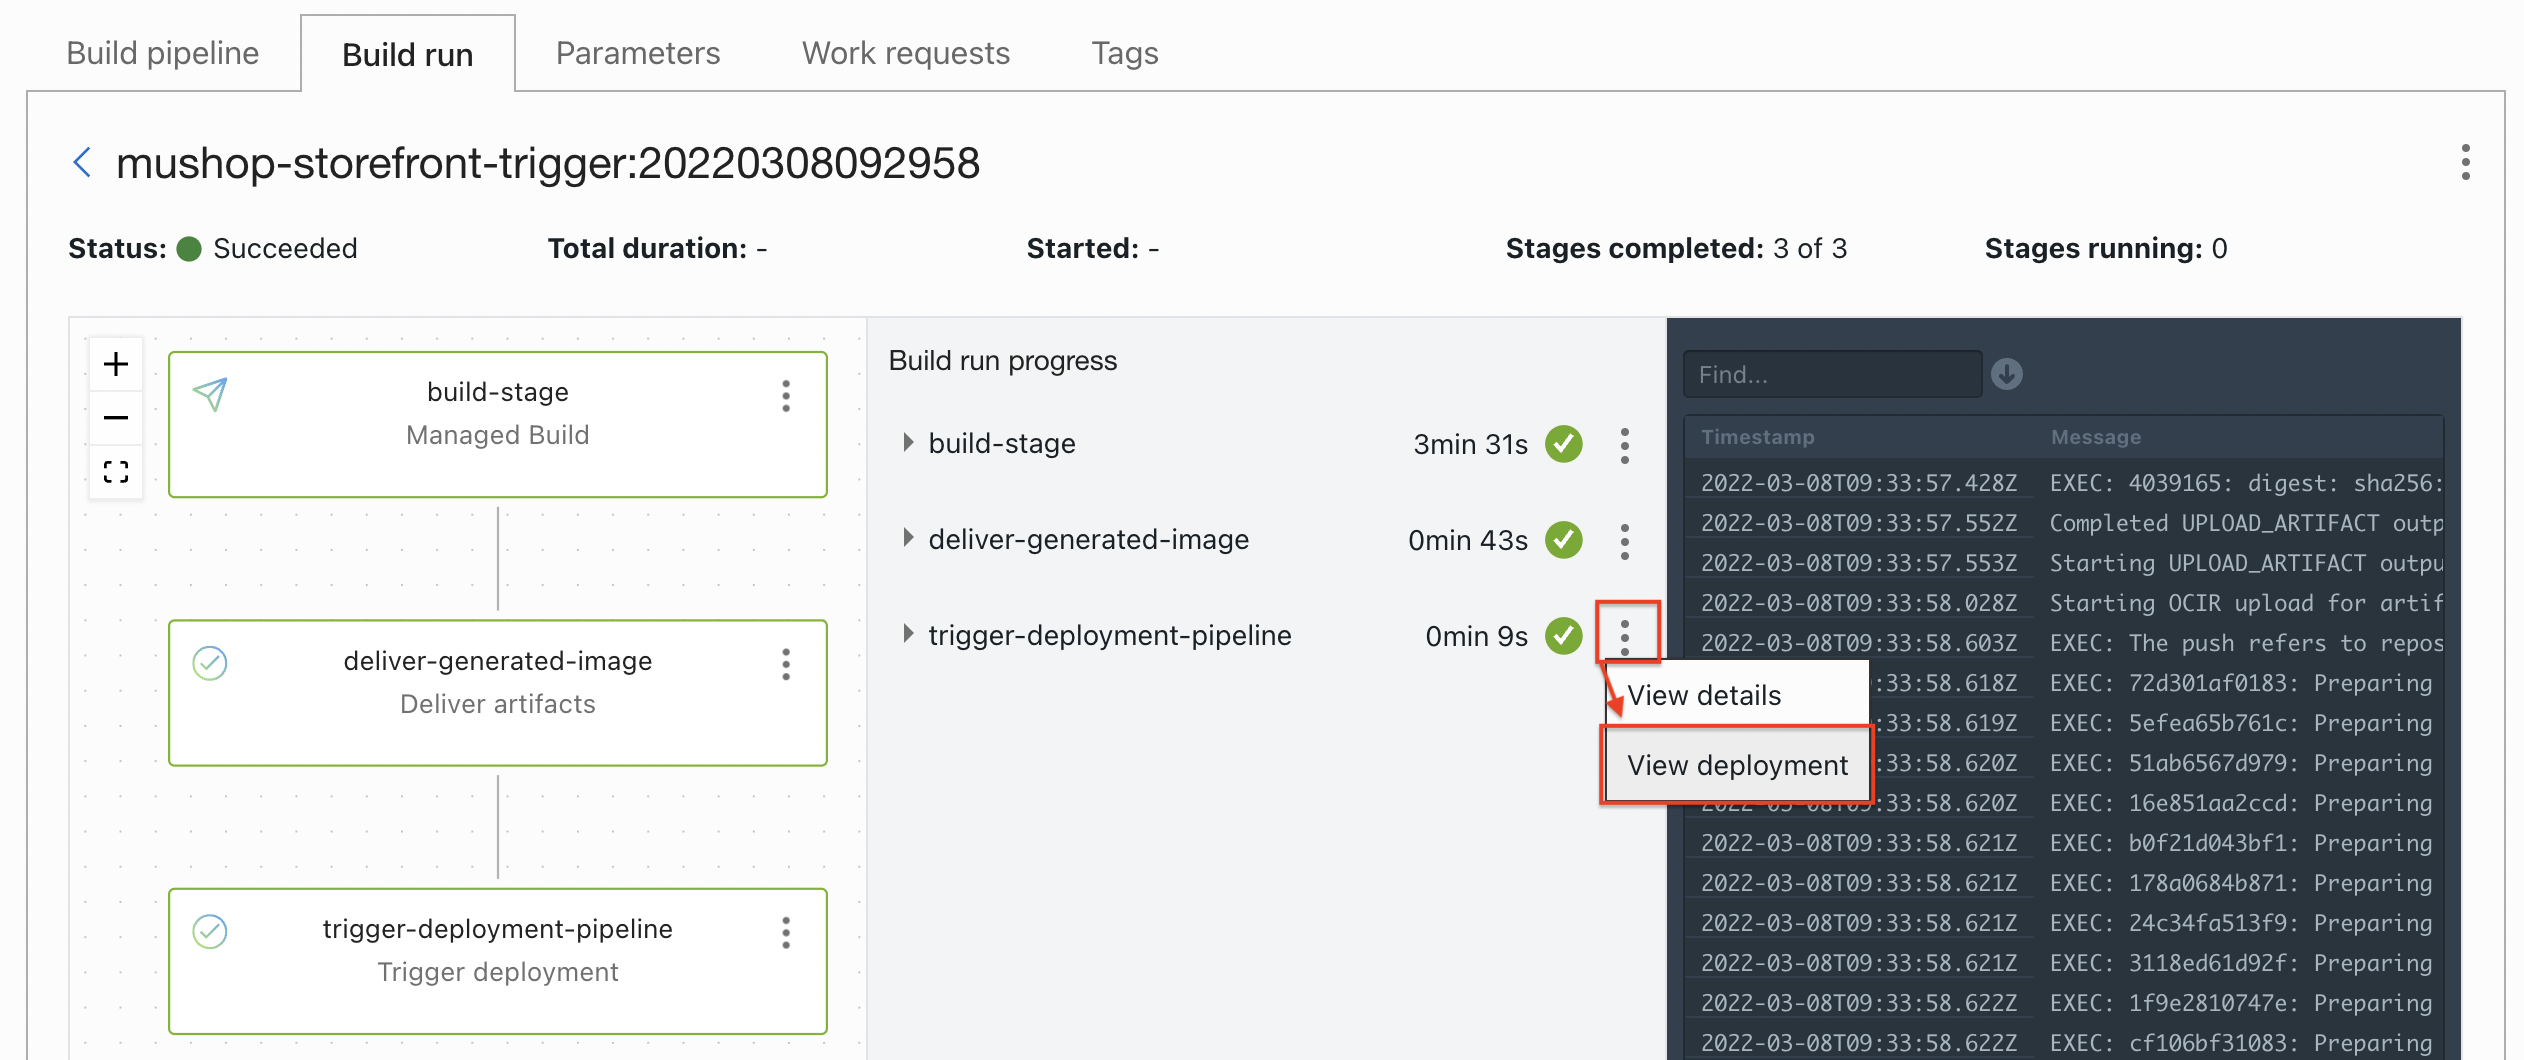 Build pipeline
Build run
Parameters
Work requests
Tags
mushop-storefront-trigger:20220308092958
Status: Succeeded
Total duration: -
Started: -
Stages completed: 3 of 3
Stages running: 0
build-stage
Managed Build
deliver-generated-image
Deliver artifacts
trigger-deployment-pipeline
Trigger deployment
Build run progress
build-stage 3min 31s
deliver-generated-image 0min 43s
trigger-deployment-pipeline 0min 9s
View details
View deployment
Find...
Timestamp Message
2022-03-08T09:33:57.428Z EXEC: 4039165: digest: sha256:
2022-03-08T09:33:57.552Z Completed UPLOAD_ARTIFACT outp
2022-03-08T09:33:57.553Z Starting UPLOAD_ARTIFACT outpu
2022-03-08T09:33:58.028Z Starting OCIR upload for artif
2022-03-08T09:33:58.603Z EXEC: The push refers to repos
:33:58.618Z EXEC: 72d301af0183: Preparing
:33:58.619Z EXEC: 5efea65b761c: Preparing
:33:58.620Z EXEC: 51ab6567d979: Preparing
2022-03-08T09:33:58.620Z EXEC: 16e851aa2ccd: Preparing
2022-03-08T09:33:58.621Z EXEC: b0f21d043bf1: Preparing
2022-03-08T09:33:58.621Z EXEC: 178a0684b871: Preparing
2022-03-08T09:33:58.621Z EXEC: 24c34fa513f9: Preparing
2022-03-08T09:33:58.621Z EXEC: 3118ed61d92f: Preparing
2022-03-08T09:33:58.622Z EXEC: 1f9e2810747e: Preparing
2022-03-08T09:33:58.622Z EXEC: cf106bf31083: Preparing